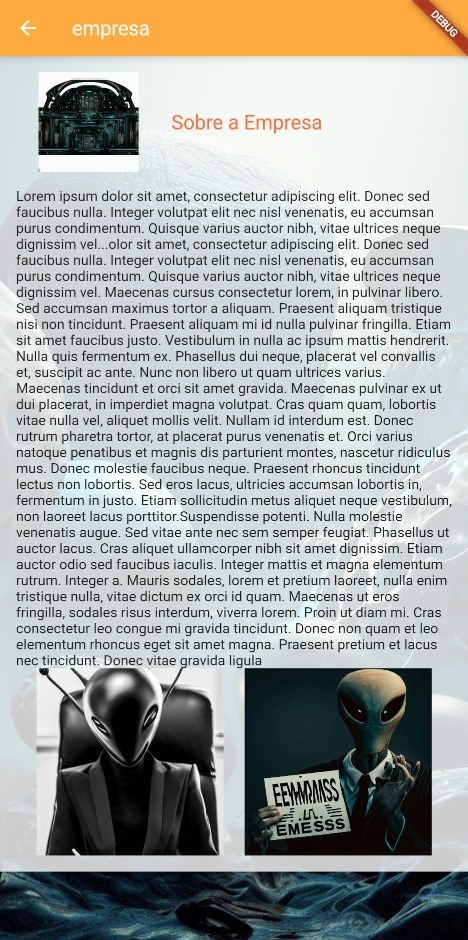 empresa
DEBUG
Sobre a Empresa
Lorem ipsum dolor sit amet, consectetur adipiscing elit. Donec sed
faucibus nulla. Integer volutpat elit nec nisl venenatis, eu accumsan
purus condimentum. Quisque varius auctor nibh, vitae ultrices neque
dignissim vel...olor sit amet, consectetur adipiscing elit. Donec sed
faucibus nulla. Integer volutpat elit nec nisl venenatis, eu accumsan
purus condimentum. Quisque varius auctor nibh, vitae ultrices neque
dignissim vel. Maecenas cursus consectetur lorem, in pulvinar libero.
Sed accumsan maximus tortor a aliquam. Praesent aliquam tristique
nisi non tincidunt. Praesent aliquam mi id nulla pulvinar fringilla. Etiam
sit amet faucibus justo. Vestibulum in nulla ac ipsum mattis hendrerit.
Nulla quis fermentum ex. Phasellus dui neque, placerat vel convallis
et, suscipit ac ante. Nunc non libero ut quam ultrices varius.
Maecenas tincidunt et orci sit amet gravida. Maecenas pulvinar ex ut
dui placerat, in imperdiet magna volutpat. Cras quam quam, lobortis
vitae nulla vel, aliquet mollis velit. Nullam id interdum est. Donec
rutrum pharetra tortor, at placerat purus venenatis et. Orci varius
natoque penatibus et magnis dis parturient montes, nascetur ridiculus
mus. Donec molestie faucibus neque. Praesent rhoncus tincidunt
lectus non lobortis. Sed eros lacus, ultricies accumsan lobortis in,
fermentum in justo. Etiam sollicitudin metus aliquet neque vestibulum,
non laoreet lacus porttitor.Suspendisse potenti. Nulla molestie
venenatis augue. Sed vitae ante nec sem semper feugiat. Phasellus ut
auctor lacus. Cras aliquet ullamcorper nibh sit amet dignissim. Etiam
auctor odio sed faucibus iaculis. Integer mattis et magna elementum
rutrum. Integer a. Mauris sodales, lorem et pretium laoreet, nulla enim
tristique nulla, vitae dictum ex orci id quam. Maecenas ut eros
fringilla, sodales risus interdum, viverra lorem. Proin ut diam mi. Cras
consectetur leo congue mi gravida tincidunt. Donec non quam et leo
elementum rhoncus eget sit amet magna. Praesent pretium et lacus
nec tincidunt. Donec vitae gravida ligula
EMESSS